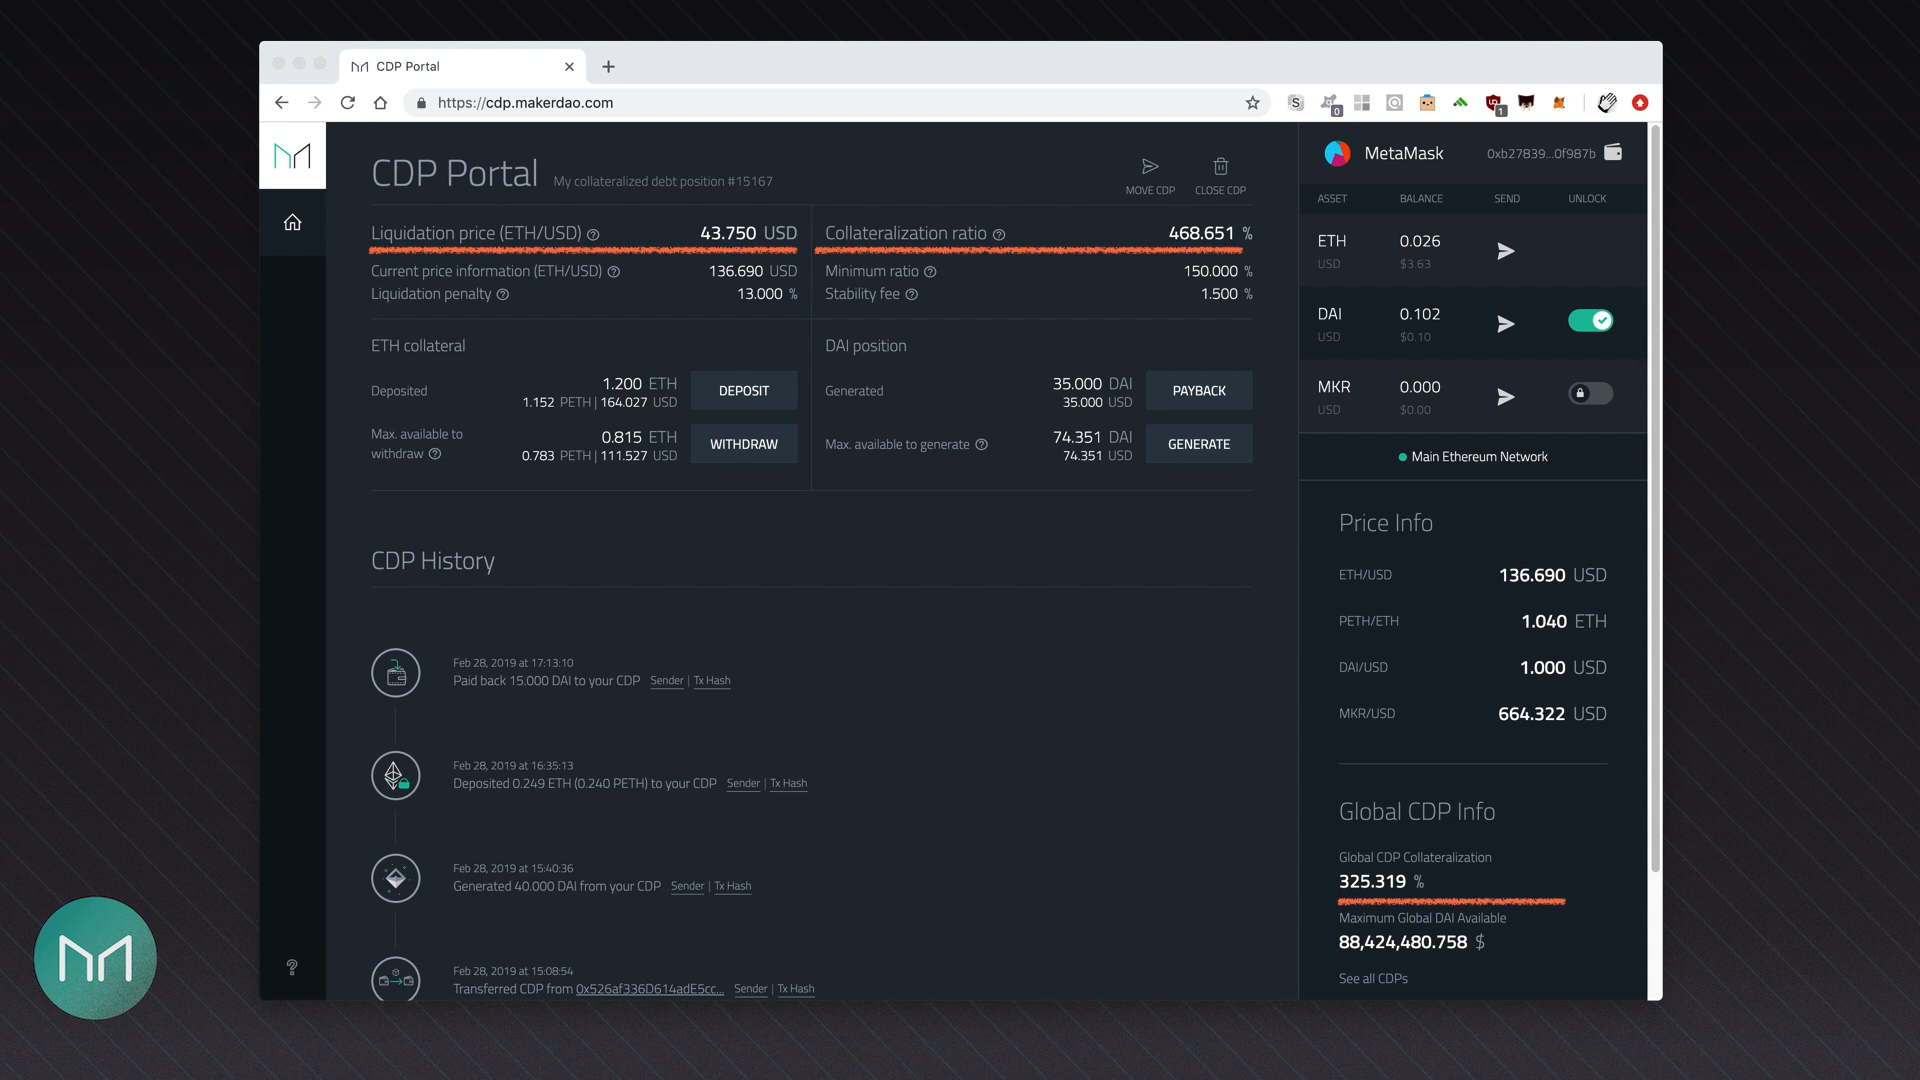 CDP Portal
https://cdp.makerdao.com
S
0
1
CDP Portal My collateralized debt position #15167
MOVE CDP
CLOSE CDP
Liquidation price (ETH/USD) ? 43.750 USD
Current price information (ETH/USD) ? 136.690 USD
Liquidation penalty ? 13.000 %
Collateralization ratio ? 468.651 %
Minimum ratio ? 150.000 %
Stability fee ? 1.500 %
ETH collateral
Deposited 1.200 ETH
1.152 PETH | 164.027 USD
DEPOSIT
Max. available to
withdraw ?
0.815 ETH
0.783 PETH | 111.527 USD
WITHDRAW
DAI position
Generated 35.000 DAI
35.000 USD
PAYBACK
Max. available to generate ? 74.351 DAI
74.351 USD
GENERATE
CDP History
Feb 28, 2019 at 17:13:10
Paid back 15.000 DAI to your CDP Sender | Tx Hash
Feb 28, 2019 at 16:35:13
Deposited 0.249 ETH (0.240 PETH) to your CDP Sender | Tx Hash
Feb 28, 2019 at 15:40:36
Generated 40.000 DAI from your CDP Sender | Tx Hash
Feb 28, 2019 at 15:08:54
Transferred CDP from 0x526af336D614adE5cc... Sender | Tx Hash
?
MetaMask 0xb27839...0f987b
ASSET BALANCE SEND UNLOCK
ETH 0.026
USD $3.63
DAI 0.102
USD $0.10
MKR 0.000
USD $0.00
Main Ethereum Network
Price Info
ETH/USD 136.690 USD
PETH/ETH 1.040 ETH
DAI/USD 1.000 USD
MKR/USD 664.322 USD
Global CDP Info
Global CDP Collateralization
325.319 %
Maximum Global DAI Available
88,424,480.758 $
See all CDPs